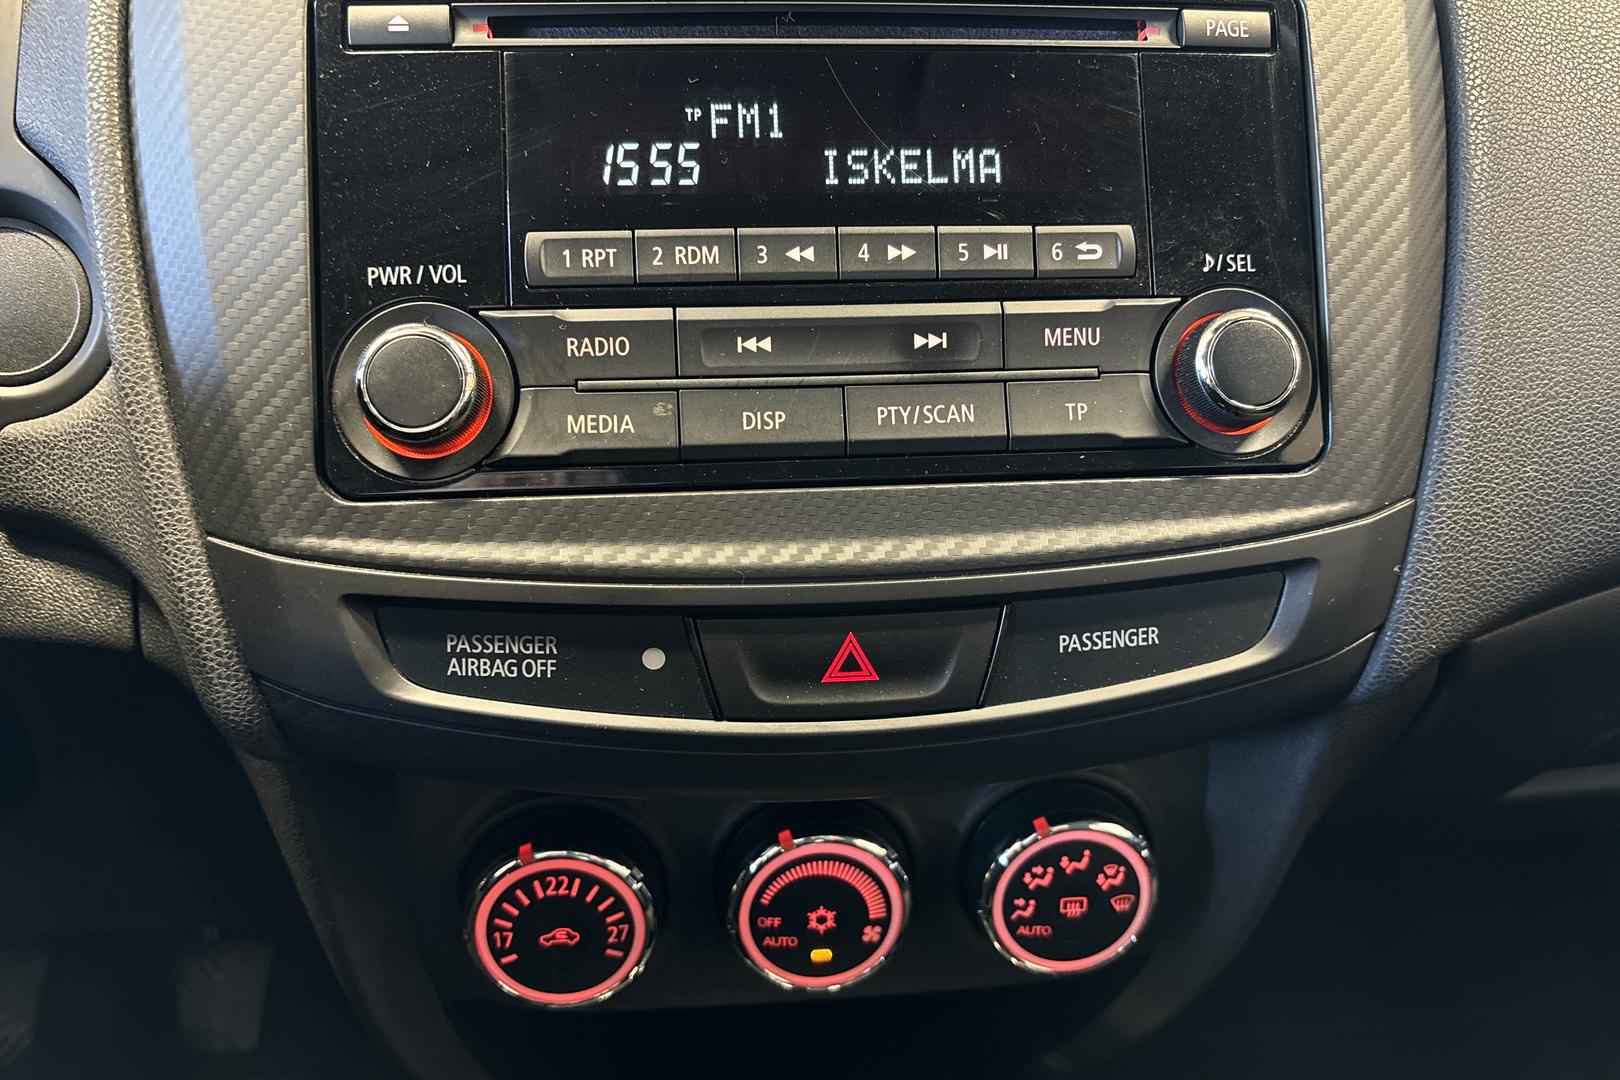 PAGE
TP FM1
1555 ISKELMA
1 RPT 2 RDM 3 4 5 6
PWR / VOL
♪/SEL
RADIO
MENU
MEDIA DISP PTY/SCAN TP
PASSENGER
AIRBAG OFF
PASSENGER
22
17 27
OFF
AUTO
AUTO